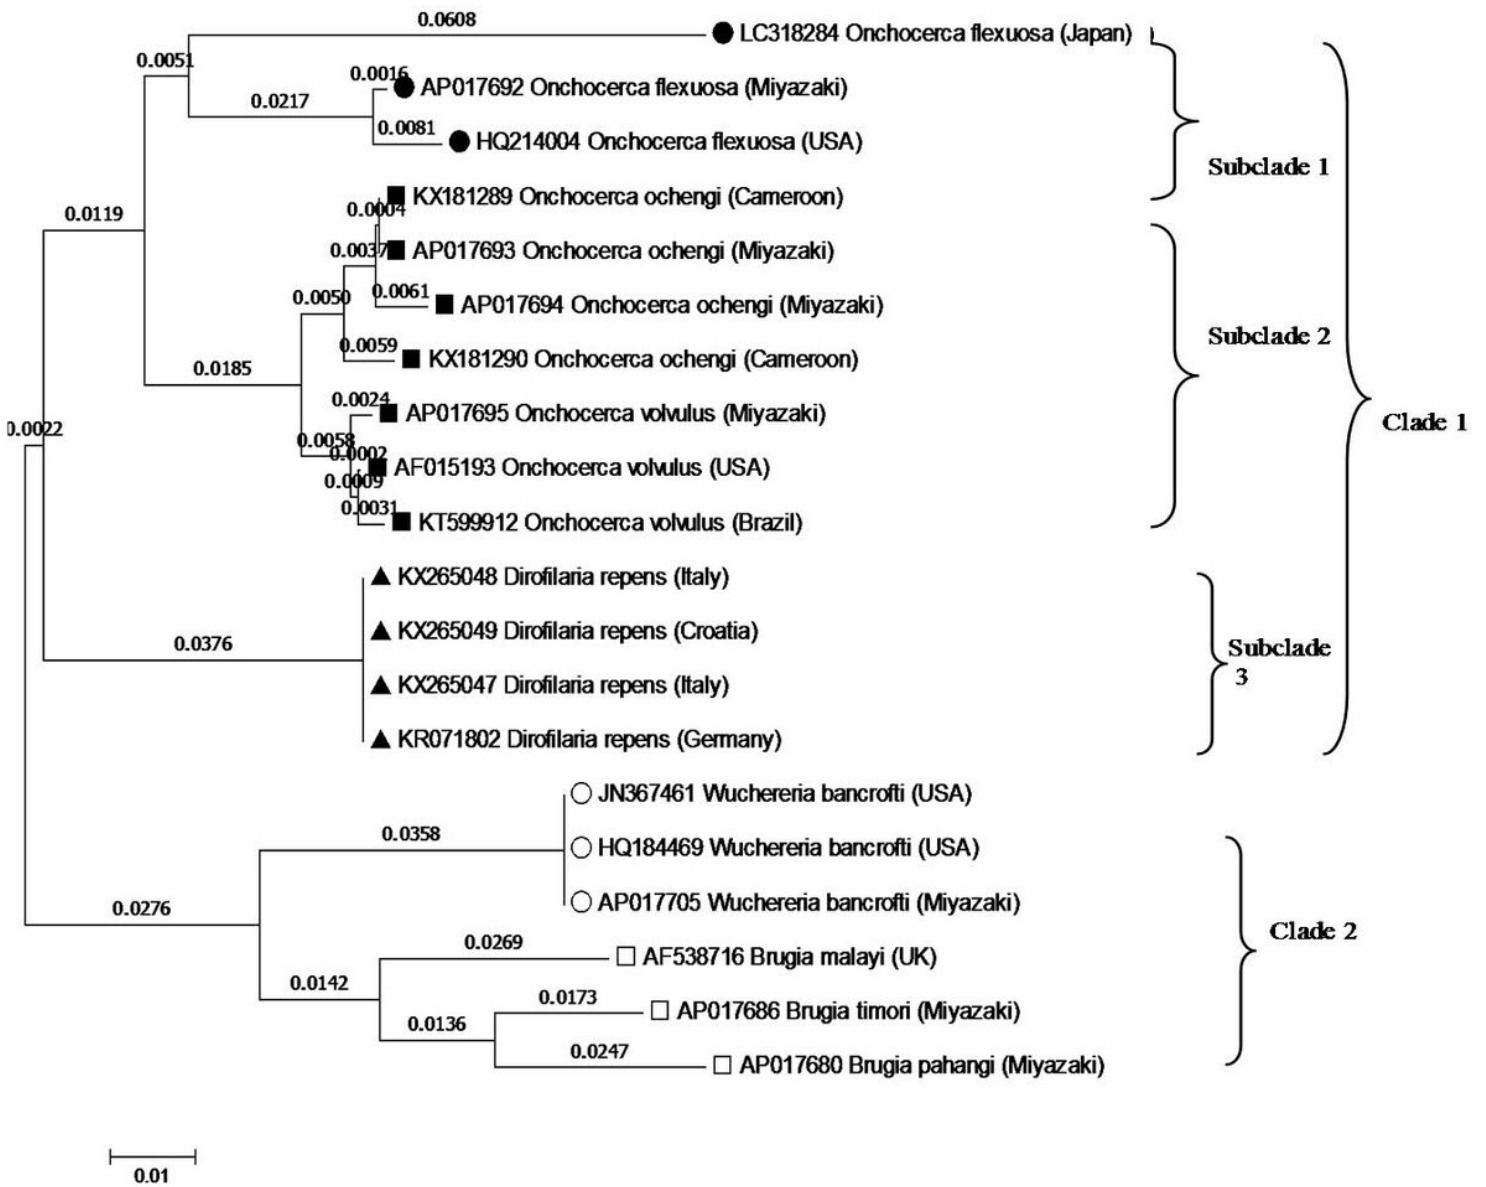 0.0608
LC318284 Onchocerca flexuosa (Japan)
0.0051
0.0016
AP017692 Onchocerca flexuosa (Miyazaki)
0.0217
0.0081
HQ214004 Onchocerca flexuosa (USA)
Subclade 1
KX181289 Onchocerca ochengi (Cameroon)
0.0004
0.0119
0.0037
AP017693 Onchocerca ochengi (Miyazaki)
0.0050
0.0061
AP017694 Onchocerca ochengi (Miyazaki)
Subclade 2
0.0059
KX181290 Onchocerca ochengi (Cameroon)
0.0185
0.0024
AP017695 Onchocerca volvulus (Miyazaki)
Clade 1
0.0022
0.0058
0.0002
AF015193 Onchocerca volvulus (USA)
0.0009
0.0031
KT599912 Onchocerca volvulus (Brazil)
KX265048 Dirofilaria repens (Italy)
KX265049 Dirofilaria repens (Croatia)
0.0376
Subclade
3
KX265047 Dirofilaria repens (Italy)
KR071802 Dirofilaria repens (Germany)
JN367461 Wuchereria bancrofti (USA)
0.0358
HQ184469 Wuchereria bancrofti (USA)
AP017705 Wuchereria bancrofti (Miyazaki)
0.0276
Clade 2
0.0269
AF538716 Brugia malayi (UK)
0.0142
0.0173
AP017686 Brugia timori (Miyazaki)
0.0136
0.0247
AP017680 Brugia pahangi (Miyazaki)
0.01